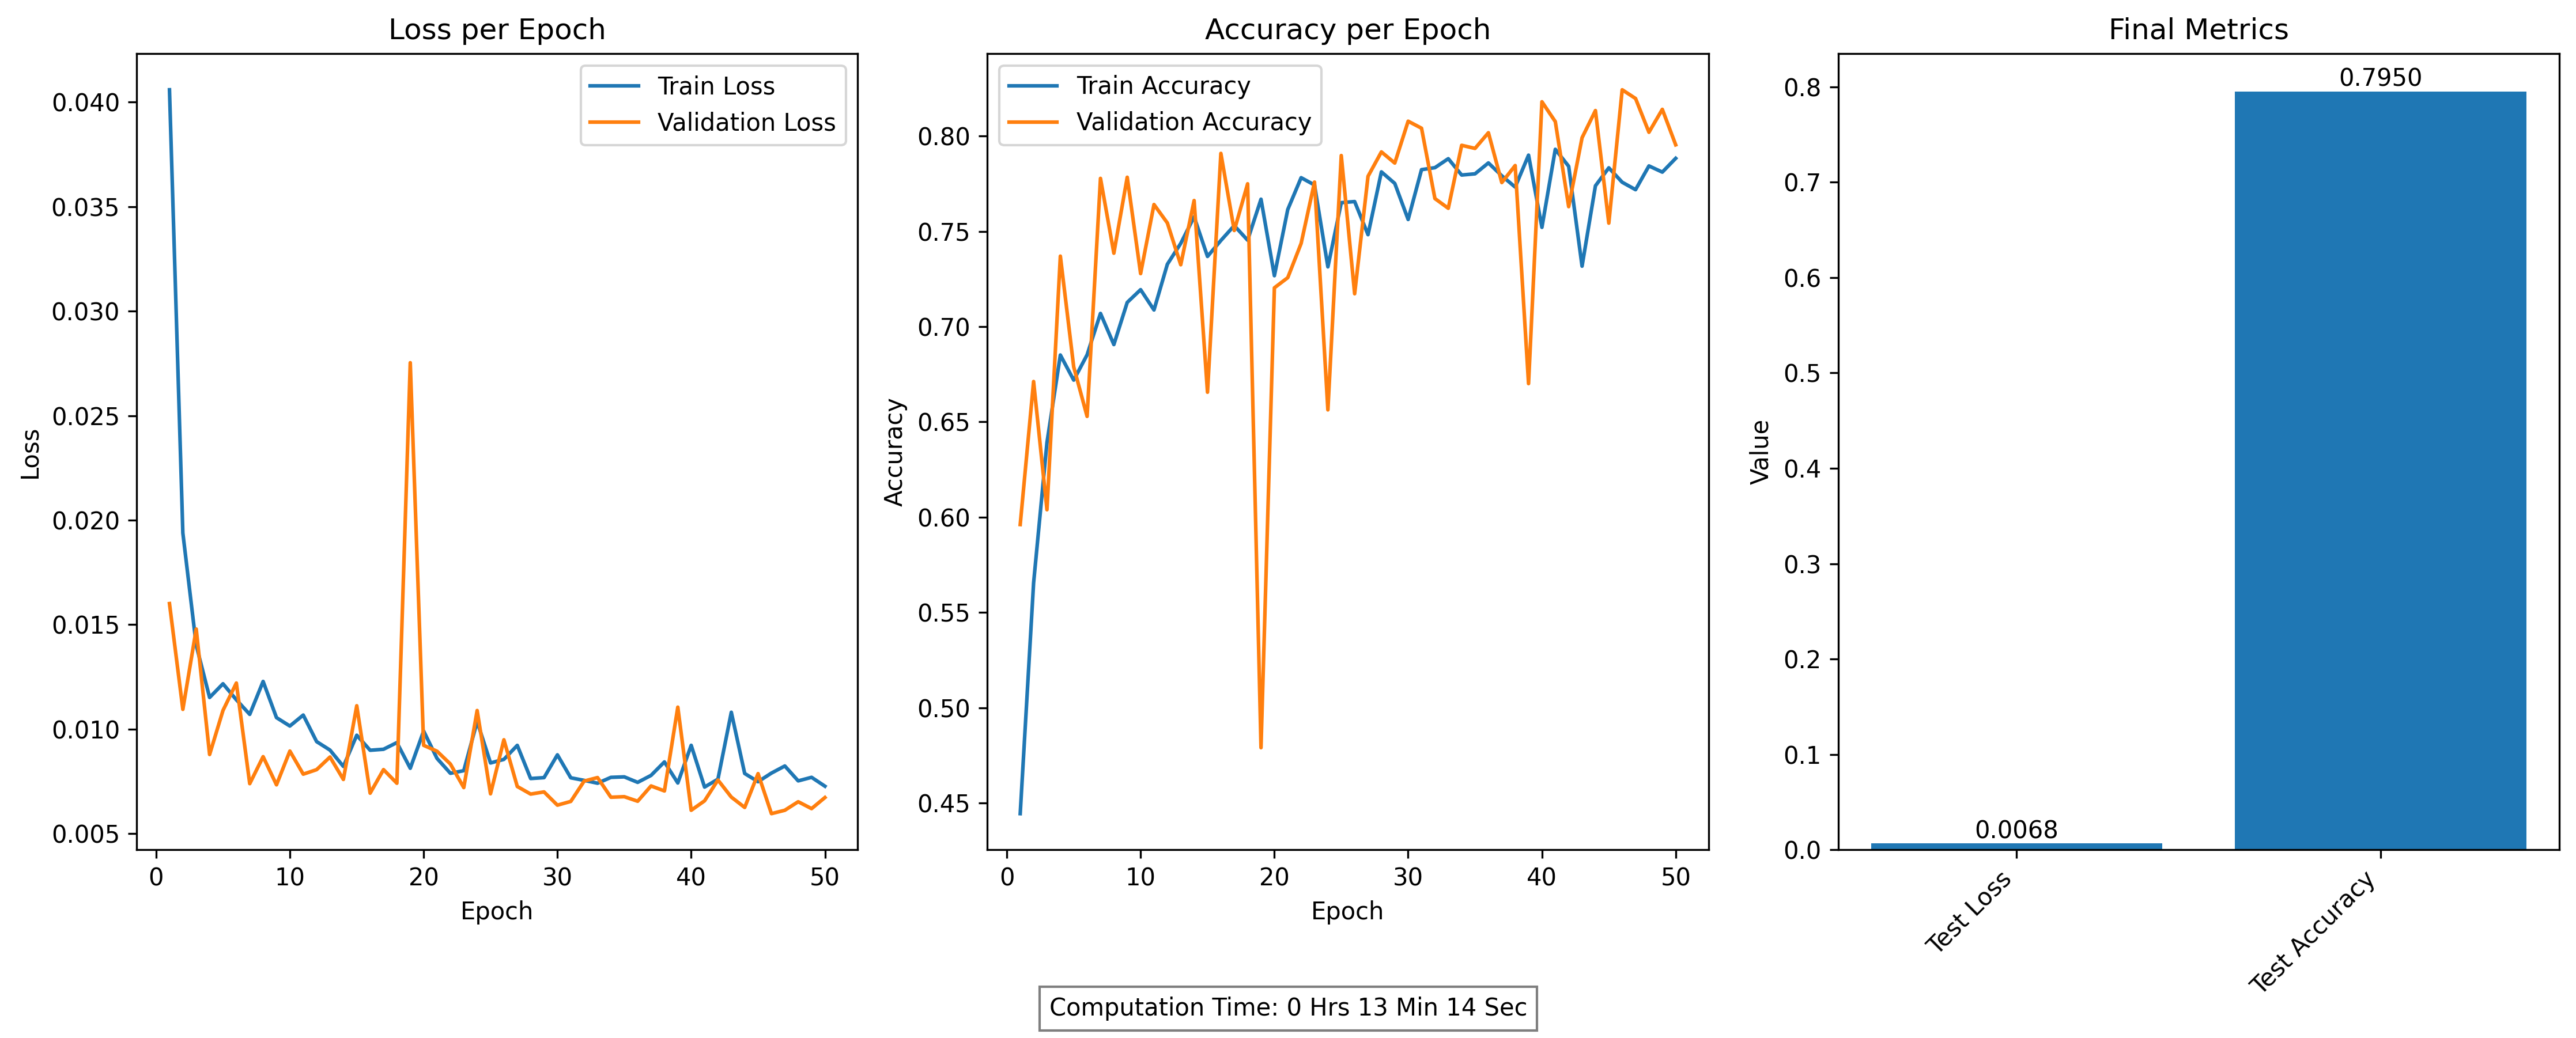 Loss per Epoch
Train Loss
Validation Loss
0.040
0.035
0.030
0.025
0.020
0.015
0.010
0.005
Loss
0
10
20
30
40
50
Epoch
Accuracy per Epoch
Train Accuracy
Validation Accuracy
0.80
0.75
0.70
0.65
0.60
0.55
0.50
0.45
Accuracy
0
10
20
30
40
50
Epoch
Final Metrics
0.7950
0.0068
0.8
0.7
0.6
0.5
0.4
0.3
0.2
0.1
0.0
Value
Test Loss
Test Accuracy
Computation Time: 0 Hrs 13 Min 14 Sec